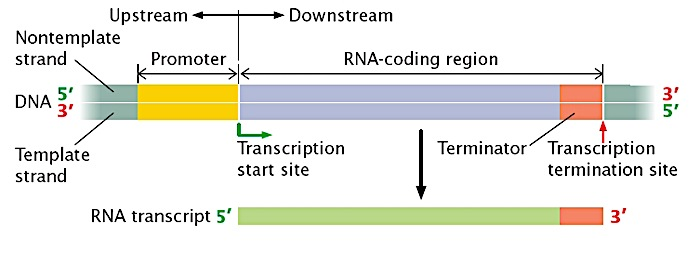 Upstream Downstream
Nontemplate
strand
Promoter
RNA-coding region
DNA 5′ 3′
3′ 5′
Template
strand
Transcription
start site
Terminator
Transcription
termination site
RNA transcript 5′ 3′